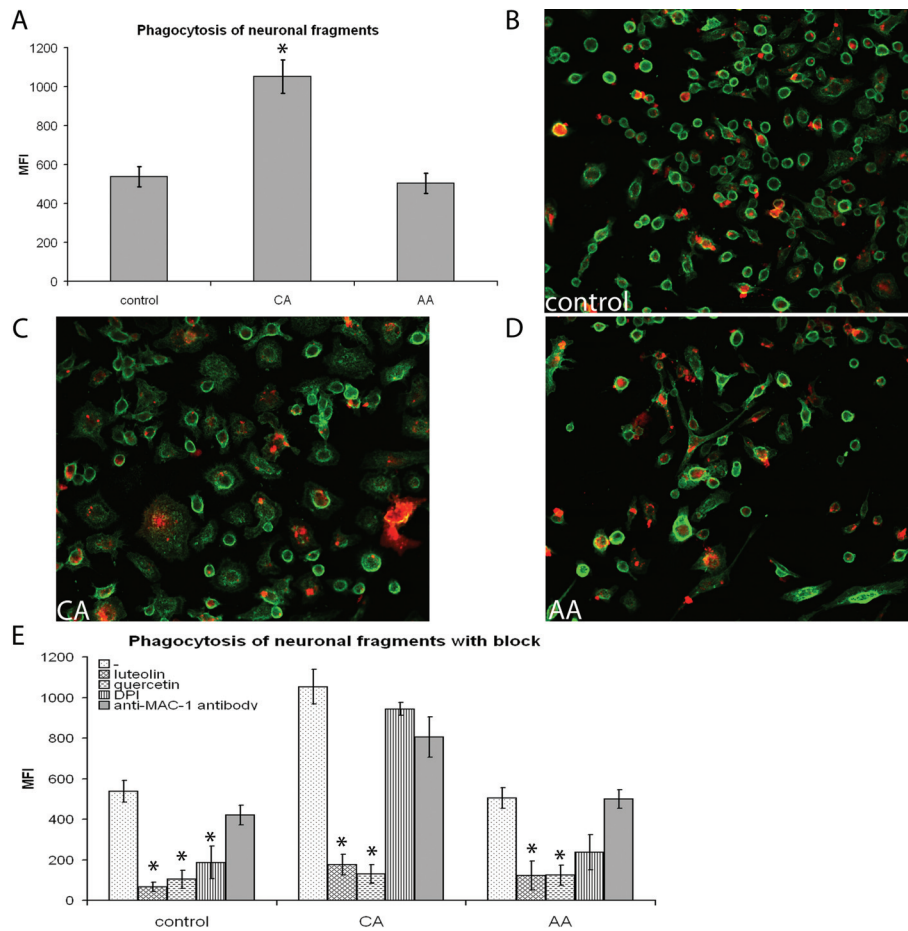 A
Phagocytosis of neuronal fragments
*
1200
1000
800
600
400
200
0
MFI
control CA AA
B
control
C
CA
D
AA
E
Phagocytosis of neuronal fragments with block
1200
1000
800
600
400
200
0
MFI
-
luteolin
quercetin
DPI
anti-MAC-1 antibody
* * * * * * *
control CA AA